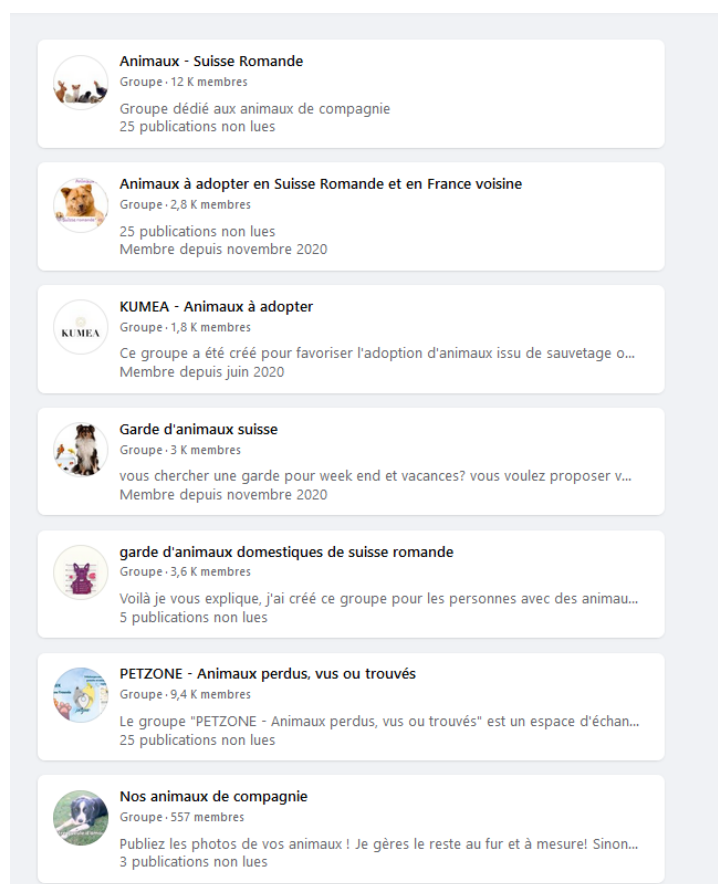 Animaux - Suisse Romande
Groupe · 12 K membres
Groupe dédié aux animaux de compagnie
25 publications non lues
Animaux à adopter en Suisse Romande et en France voisine
Groupe · 2,8 K membres
25 publications non lues
Membre depuis novembre 2020
KUMEA
KUMEA - Animaux à adopter
Groupe · 1,8 K membres
Ce groupe a été créé pour favoriser l'adoption d'animaux issu de sauvetage o...
Membre depuis juin 2020
Garde d'animaux suisse
Groupe · 3 K membres
vous chercher une garde pour week end et vacances? vous voulez proposer v...
Membre depuis novembre 2020
garde d'animaux domestiques de suisse romande
Groupe · 3,6 K membres
Voilà je vous explique, j'ai créé ce groupe pour les personnes avec des animau...
5 publications non lues
PETZONE - Animaux perdus, vus ou trouvés
Groupe · 9,4 K membres
Le groupe "PETZONE - Animaux perdus, vus ou trouvés" est un espace d'échan...
25 publications non lues
Nos animaux de compagnie
Groupe · 557 membres
Publiez les photos de vos animaux ! Je gères le reste au fur et à mesure! Sinon...
3 publications non lues